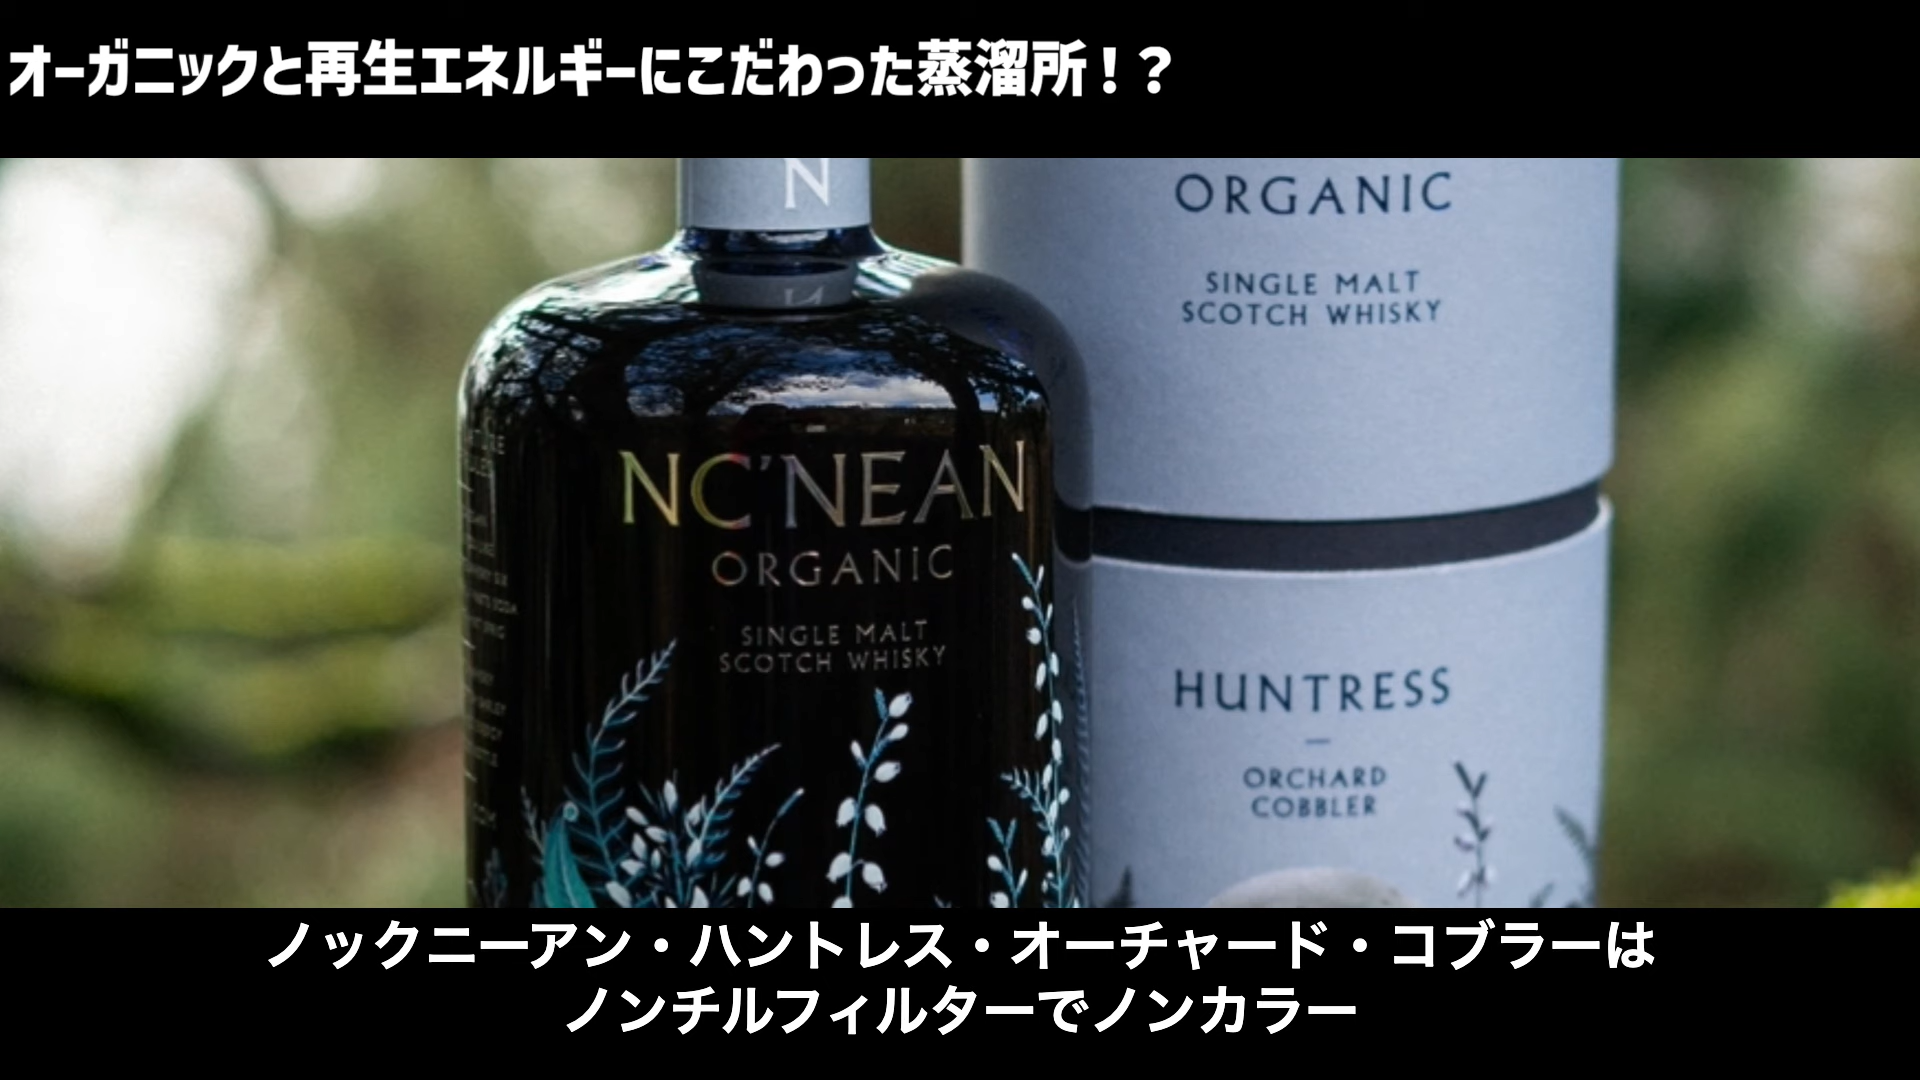 オーガニックと再生エネルギーにこだわった蒸溜所！？
N
ORGANIC
SINGLE MALT
SCOTCH WHISKY
NC'NEAN
ORGANIC
SINGLE MALT
SCOTCH WHISKY
HUNTRESS
–
ORCHARD
COBBLER
ノックニーアン・ハントレス・オーチャード・コブラーは
ノンチルフィルターでノンカラー